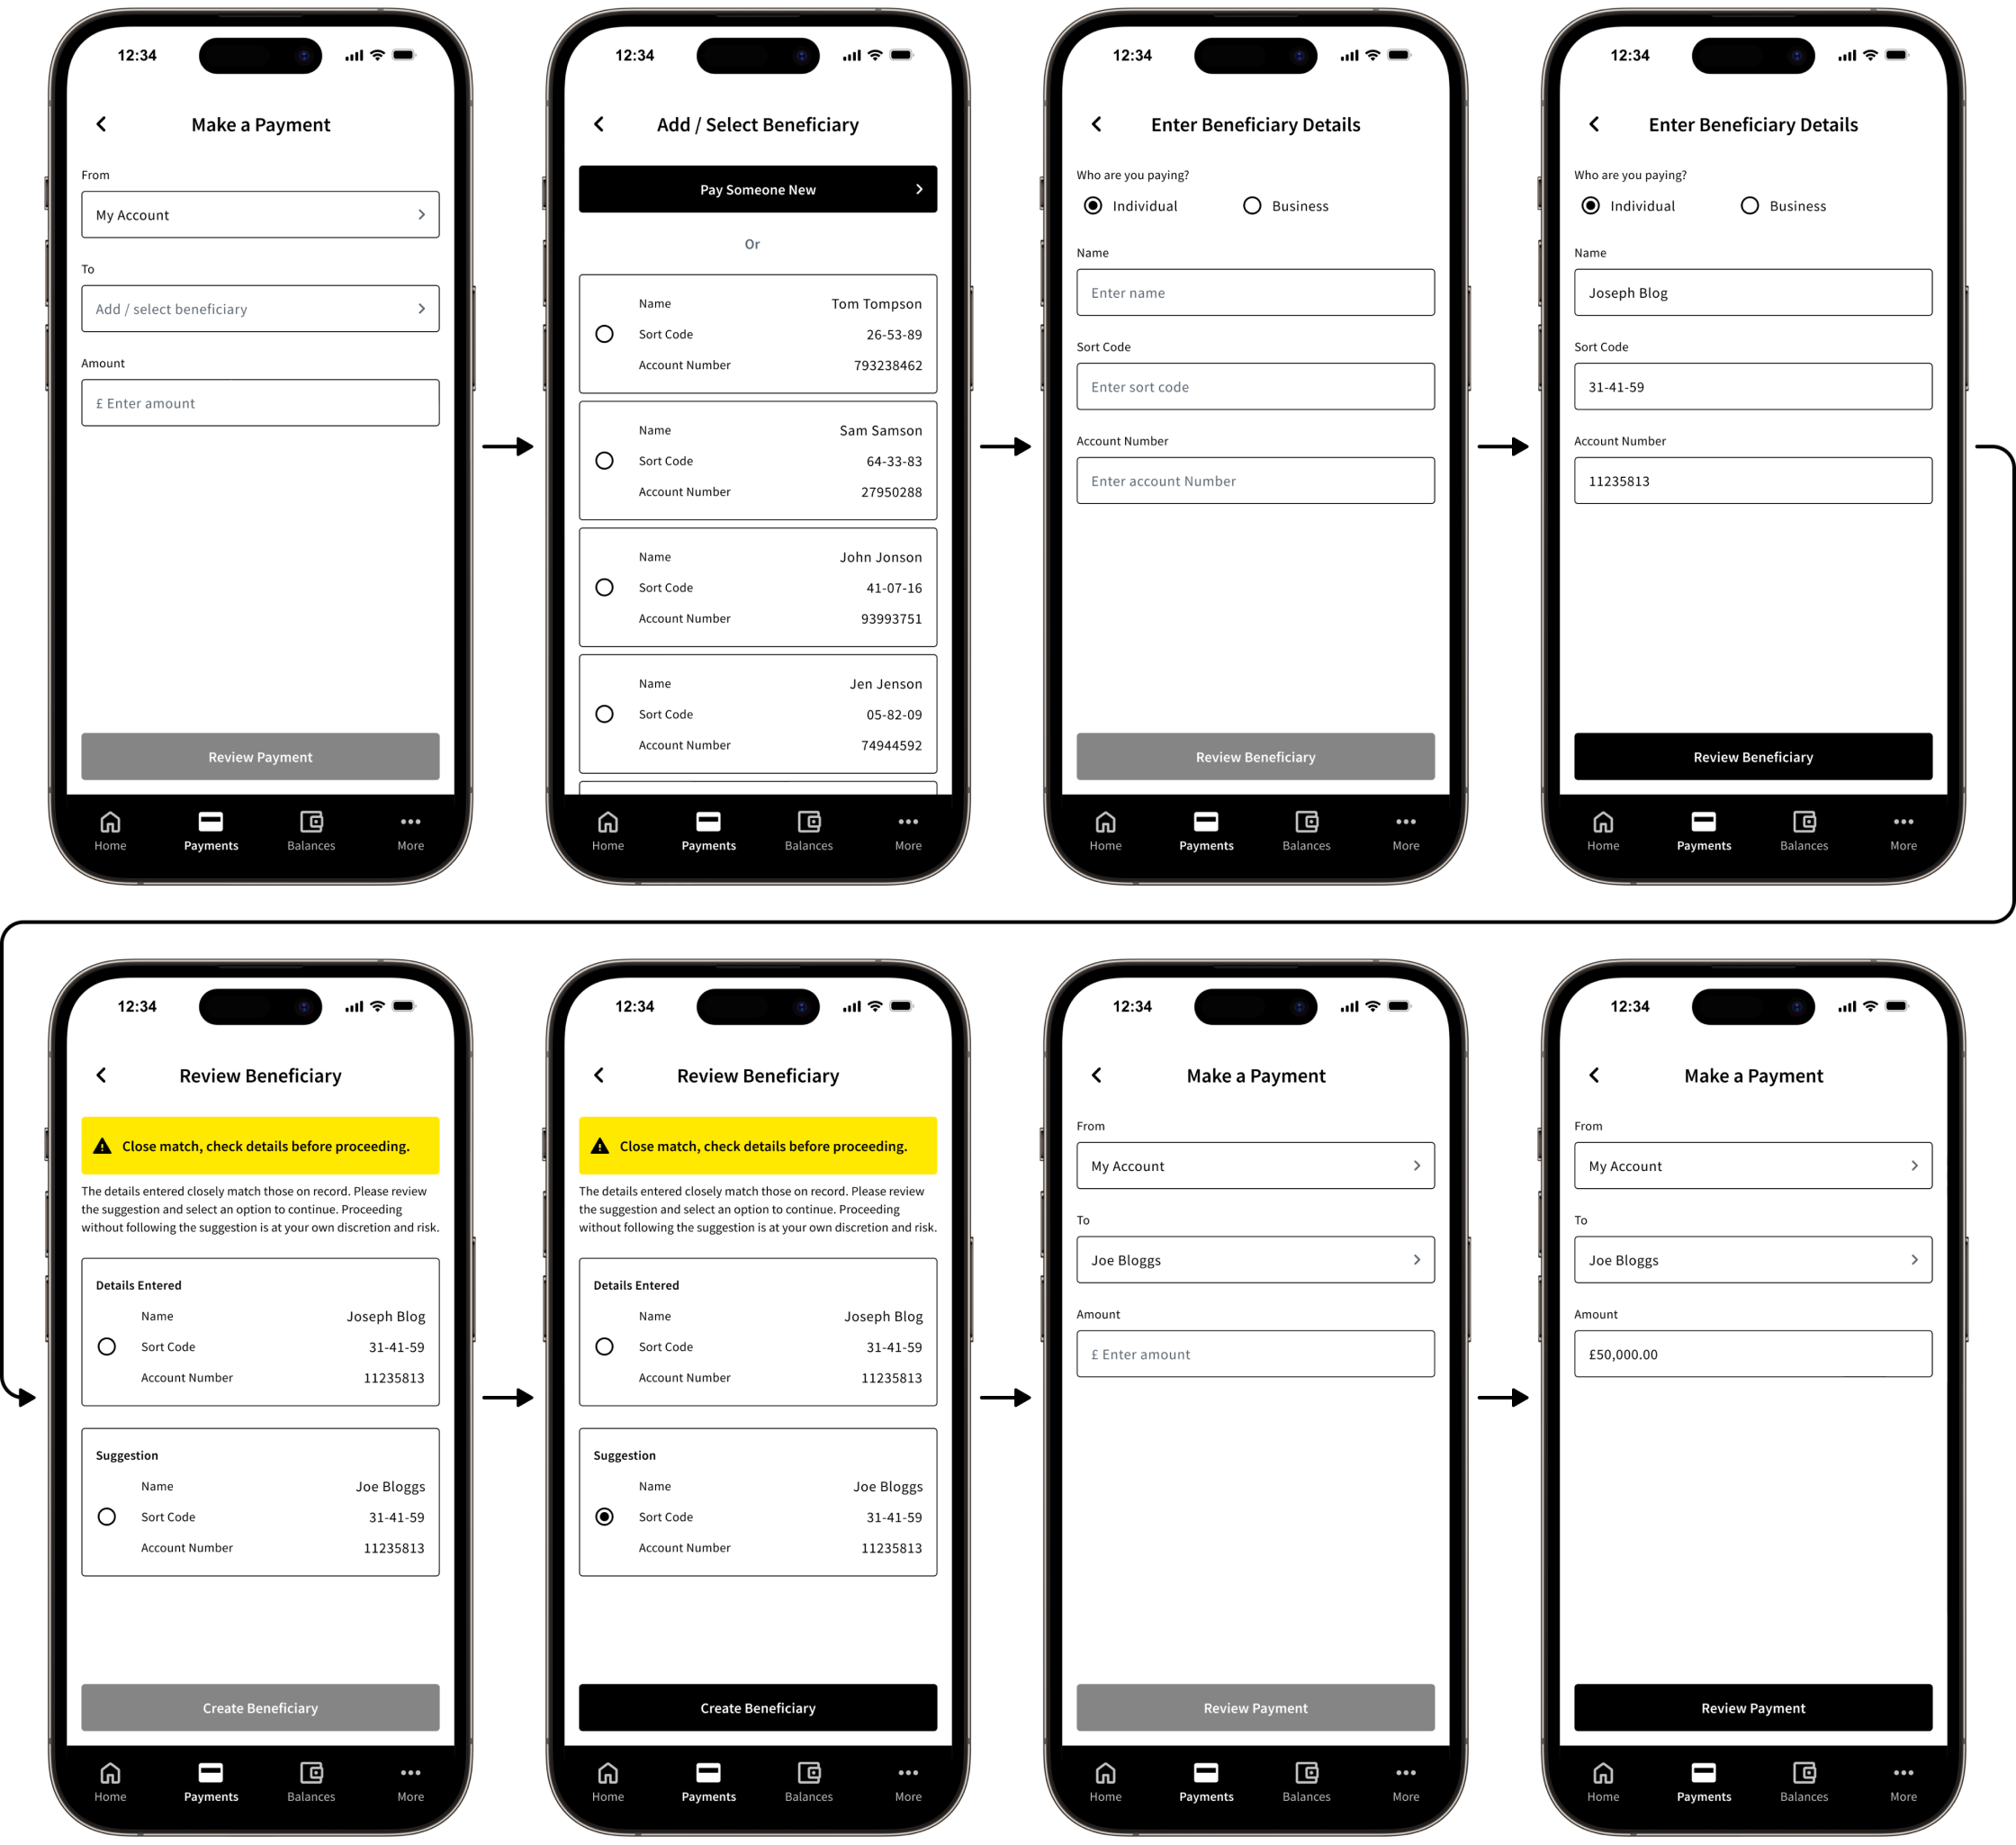 12:34
Make a Payment
From
My Account
To
Add / select beneficiary
Amount
£ Enter amount
Review Payment
Home Payments Balances More
12:34
Add / Select Beneficiary
Pay Someone New
Or
Name Tom Tompson
Sort Code 26-53-89
Account Number 793238462
Name Sam Samson
Sort Code 64-33-83
Account Number 27950288
Name John Jonson
Sort Code 41-07-16
Account Number 93993751
Name Jen Jenson
Sort Code 05-82-09
Account Number 74944592
Home Payments Balances More
12:34
Enter Beneficiary Details
Who are you paying?
Individual Business
Name
Enter name
Sort Code
Enter sort code
Account Number
Enter account Number
Review Beneficiary
Home Payments Balances More
12:34
Enter Beneficiary Details
Who are you paying?
Individual Business
Name
Joseph Blog
Sort Code
31-41-59
Account Number
11235813
Review Beneficiary
Home Payments Balances More
12:34
Review Beneficiary
Close match, check details before proceeding.
The details entered closely match those on record. Please review
the suggestion and select an option to continue. Proceeding
without following the suggestion is at your own discretion and risk.
Details Entered
Name Joseph Blog
Sort Code 31-41-59
Account Number 11235813
Suggestion
Name Joe Bloggs
Sort Code 31-41-59
Account Number 11235813
Create Beneficiary
Home Payments Balances More
12:34
Review Beneficiary
Close match, check details before proceeding.
The details entered closely match those on record. Please review
the suggestion and select an option to continue. Proceeding
without following the suggestion is at your own discretion and risk.
Details Entered
Name Joseph Blog
Sort Code 31-41-59
Account Number 11235813
Suggestion
Name Joe Bloggs
Sort Code 31-41-59
Account Number 11235813
Create Beneficiary
Home Payments Balances More
12:34
Make a Payment
From
My Account
To
Joe Bloggs
Amount
£ Enter amount
Review Payment
Home Payments Balances More
12:34
Make a Payment
From
My Account
To
Joe Bloggs
Amount
£50,000.00
Review Payment
Home Payments Balances More